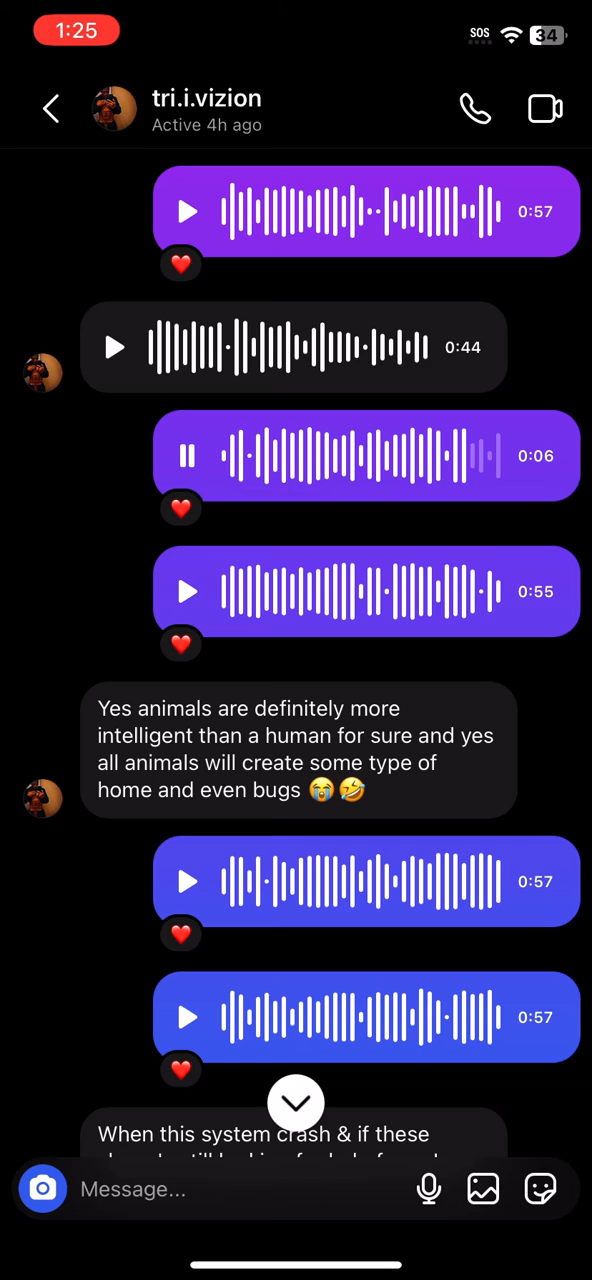 1:25
SOS
34
tri.i.vizion
Active 4h ago
0:57
0:44
0:06
0:55
Yes animals are definitely more
intelligent than a human for sure and yes
all animals will create some type of
home and even bugs 😭🤣
0:57
0:57
When this system crash & if these
Message...